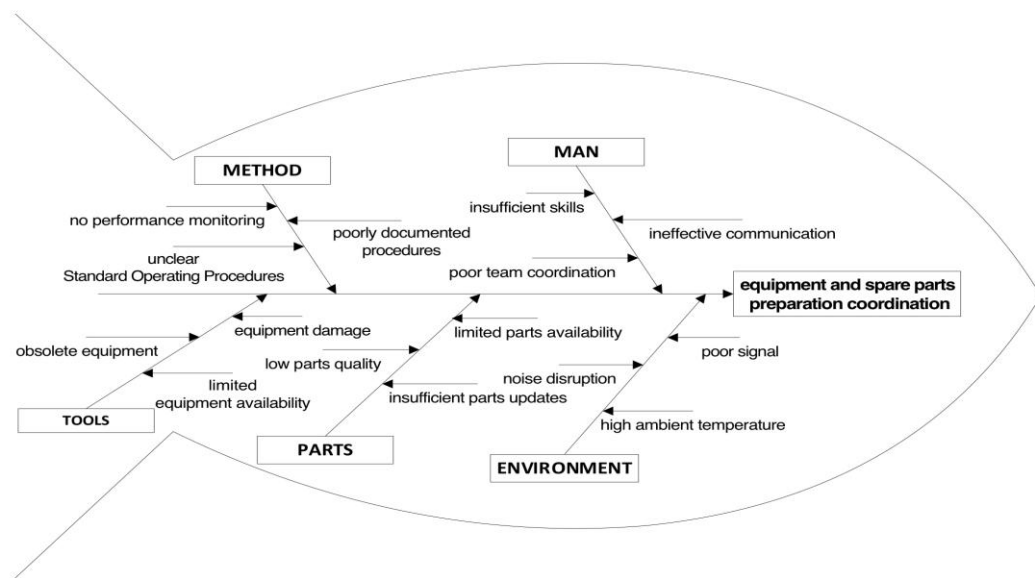 METHOD
MAN
no performance monitoring
poorly documented
procedures
unclear
Standard Operating Procedures
insufficient skills
ineffective communication
poor team coordination
equipment and spare parts
preparation coordination
equipment damage
obsolete equipment
limited
equipment availability
TOOLS
limited parts availability
low parts quality
insufficient parts updates
PARTS
poor signal
noise disruption
high ambient temperature
ENVIRONMENT